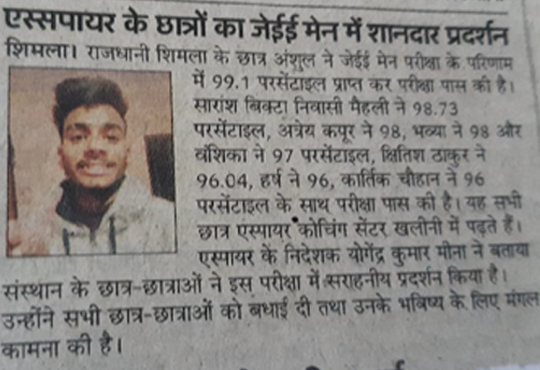 एस्सपायर के छात्रों का जेईई मेन में शानदार प्रदर्शन
शिमला। राजधानी शिमला के छात्र अंशुल ने जेईई मेन परीक्षा के परिणाम
में 99.1 परसेंटाइल प्राप्त कर परीक्षा पास की है।
सारांश बिक्टा निवासी मैहली ने 98.73
परसेंटाइल, अत्रेय कपूर ने 98, भव्या ने 98 और
वंशिका ने 97 परसेंटाइल, क्षितिश ठाकुर ने
96.04, हर्ष ने 96, कार्तिक चौहान ने 96
परसेंटाइल के साथ परीक्षा पास की है। यह सभी
छात्र एस्पायर कोचिंग सेंटर खलीनी में पढ़ते हैं।
एस्पायर के निदेशक योगेंद्र कुमार मीना ने बताया
संस्थान के छात्र-छात्राओं ने इस परीक्षा में सराहनीय प्रदर्शन किया है।
उन्होंने सभी छात्र-छात्राओं को बधाई दी तथा उनके भविष्य के लिए मंगल
कामना की है।